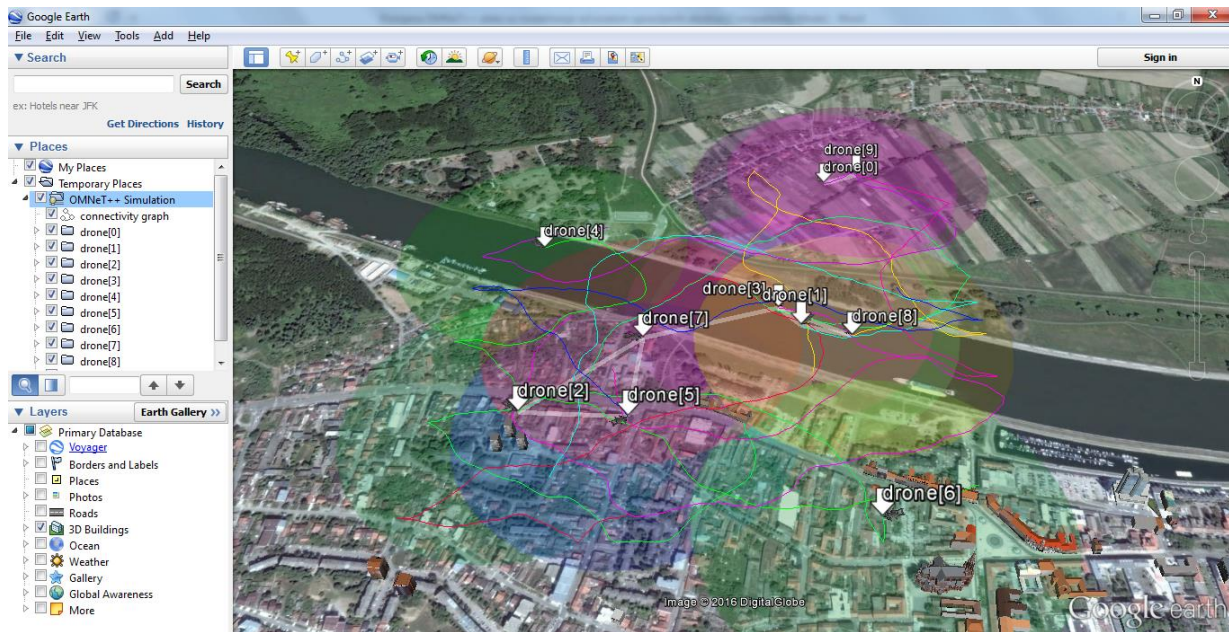 Google Earth
File Edit View Tools Add Help
Search
Search
ex: Hotels near JFK
Get Directions History
Places
My Places
Temporary Places
OMNeT++ Simulation
connectivity graph
drone[0]
drone[1]
drone[2]
drone[3]
drone[4]
drone[5]
drone[6]
drone[7]
drone[8]
Layers
Earth Gallery >>
Primary Database
Voyager
Borders and Labels
Places
Photos
Roads
3D Buildings
Ocean
Weather
Gallery
Global Awareness
More
Sign in
N
drone[9]
drone[0]
drone[4]
drone[3]
drone[1]
drone[7]
drone[8]
drone[2]
drone[5]
drone[6]
Image © 2016 DigitalGlobe
Google earth